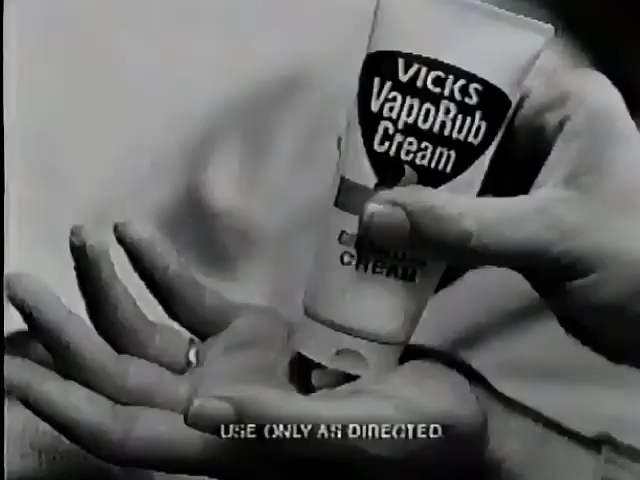 VICKS
VapoRub
Cream
CREAM
USE ONLY AS DIRECTED.